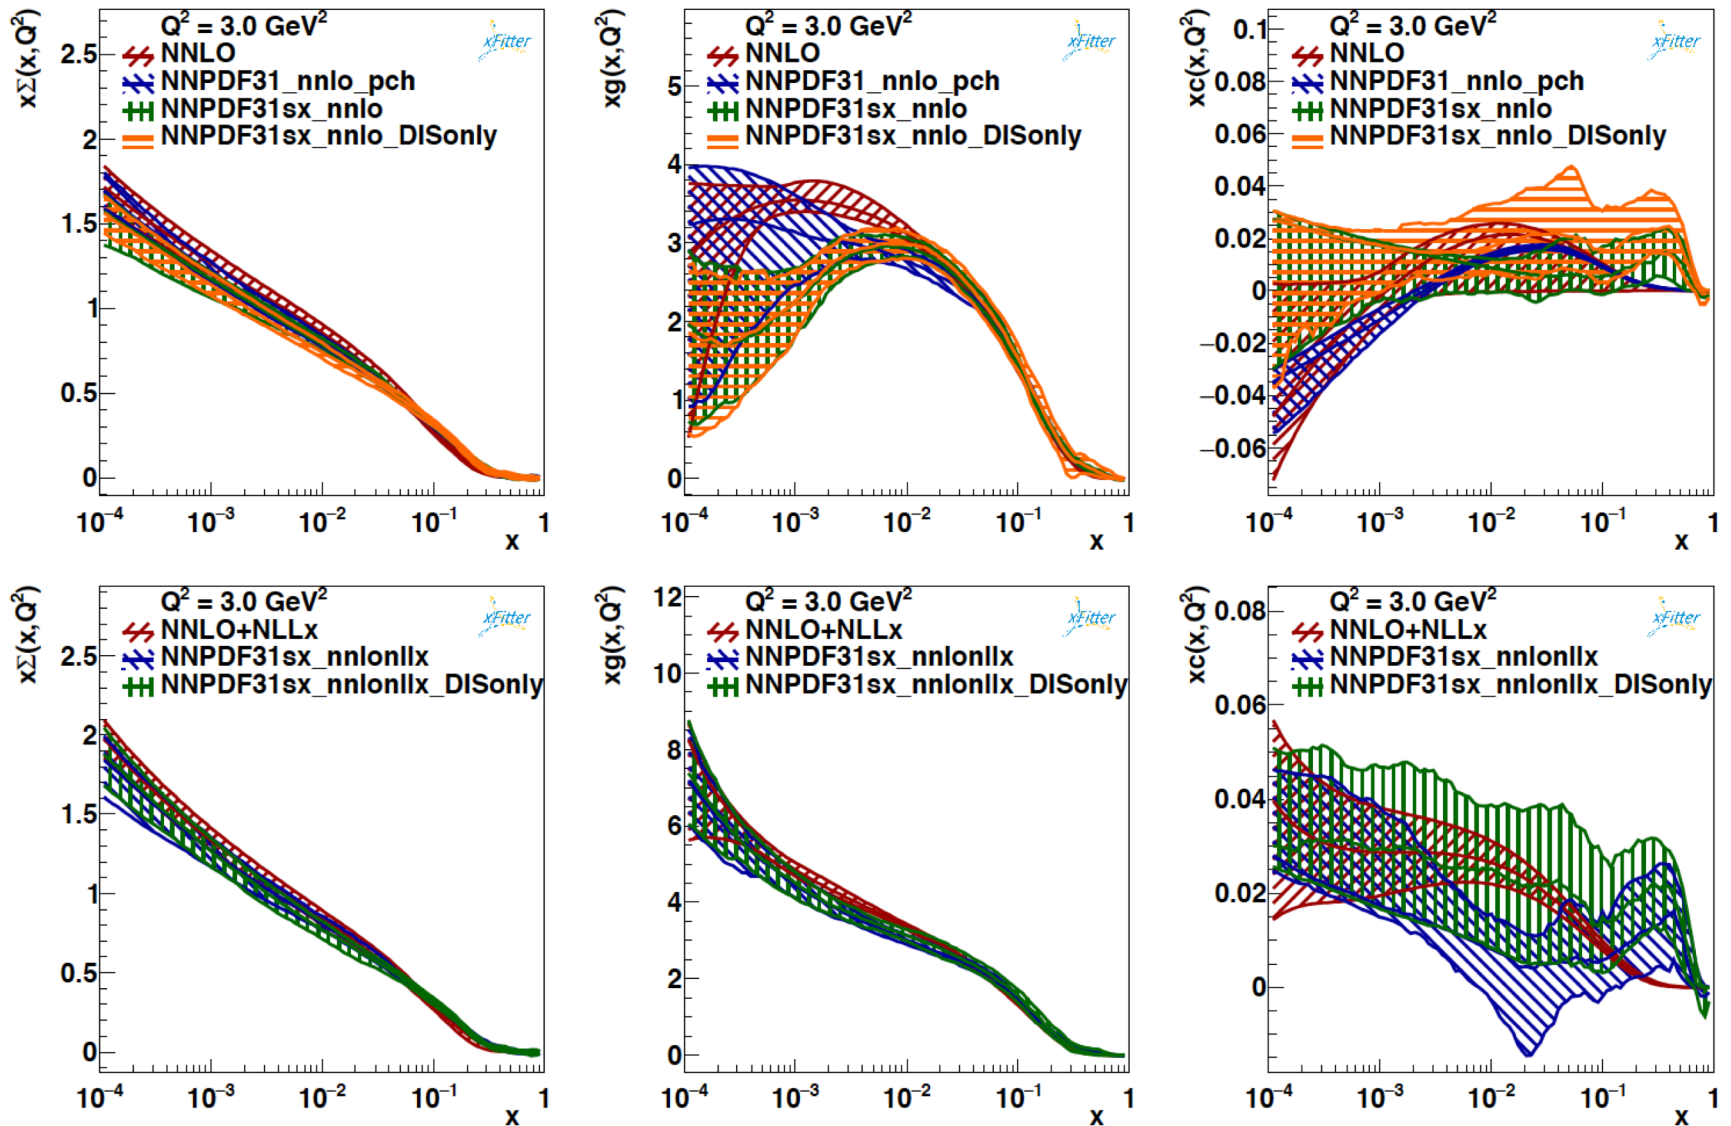 Q² = 3.0 GeV²
NNLO
NNPDF31_nnlo_pch
NNPDF31sx_nnlo
NNPDF31sx_nnlo_DISonly
xFitter
xΣ(x,Q²)
2.5
2
1.5
1
0.5
0
10⁻⁴ 10⁻³ 10⁻² 10⁻¹ 1
x
Q² = 3.0 GeV²
NNLO
NNPDF31_nnlo_pch
NNPDF31sx_nnlo
NNPDF31sx_nnlo_DISonly
xFitter
xg(x,Q²)
5
4
3
2
1
0
10⁻⁴ 10⁻³ 10⁻² 10⁻¹ 1
x
Q² = 3.0 GeV²
NNLO
NNPDF31_nnlo_pch
NNPDF31sx_nnlo
NNPDF31sx_nnlo_DISonly
xFitter
xc(x,Q²)
0.1
0.08
0.06
0.04
0.02
0
−0.02
−0.04
−0.06
10⁻⁴ 10⁻³ 10⁻² 10⁻¹ 1
x
Q² = 3.0 GeV²
NNLO+NLLx
NNPDF31sx_nnlonllx
NNPDF31sx_nnlonllx_DISonly
xFitter
xΣ(x,Q²)
2.5
2
1.5
1
0.5
0
10⁻⁴ 10⁻³ 10⁻² 10⁻¹ 1
x
Q² = 3.0 GeV²
NNLO+NLLx
NNPDF31sx_nnlonllx
NNPDF31sx_nnlonllx_DISonly
xFitter
xg(x,Q²)
12
10
8
6
4
2
0
10⁻⁴ 10⁻³ 10⁻² 10⁻¹ 1
x
Q² = 3.0 GeV²
NNLO+NLLx
NNPDF31sx_nnlonllx
NNPDF31sx_nnlonllx_DISonly
xFitter
xc(x,Q²)
0.08
0.06
0.04
0.02
0
10⁻⁴ 10⁻³ 10⁻² 10⁻¹ 1
x